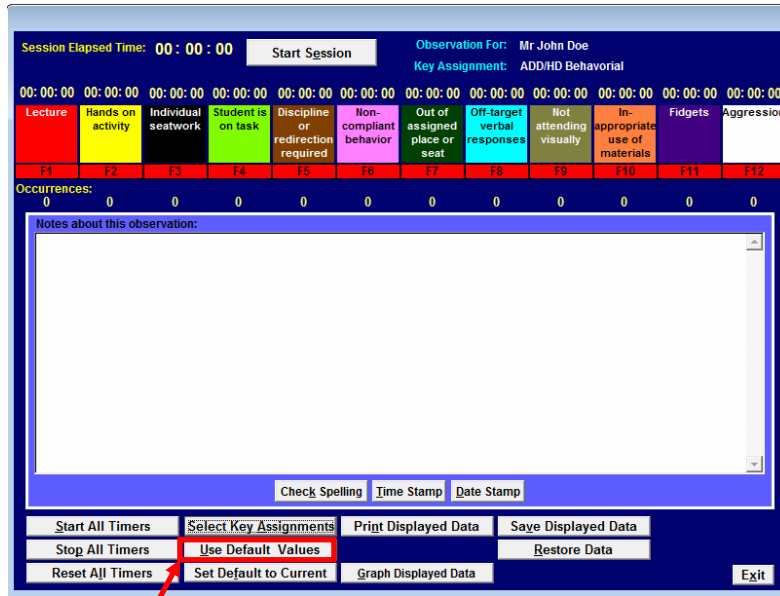 Session Elapsed Time: 00: 00 : 00 Start Session Observation For: Mr John Doe
Key Assignment: ADD/HD Behavorial
00: 00: 00 00: 00: 00 00: 00: 00 00: 00: 00 00: 00: 00 00: 00: 00 00: 00: 00 00: 00: 00 00: 00: 00 00: 00: 00 00: 00: 00 00: 00: 00
Lecture
Hands on
activity
Individual
seatwork
Student is
on task
Discipline
or
redirection
required
Non-
compliant
behavior
Out of
assigned
place or
seat
Off-target
verbal
responses
Not
attending
visually
In-
appropriate
use of
materials
Fidgets
Aggression
F1 F2 F3 F4 F5 F6 F7 F8 F9 F10 F11 F12
Occurrences:
0 0 0 0 0 0 0 0 0 0 0 0
Notes about this observation:
Check Spelling Time Stamp Date Stamp
Start All Timers Select Key Assignments Print Displayed Data Save Displayed Data
Stop All Timers Use Default Values Restore Data
Reset All Timers Set Default to Current Graph Displayed Data Exit